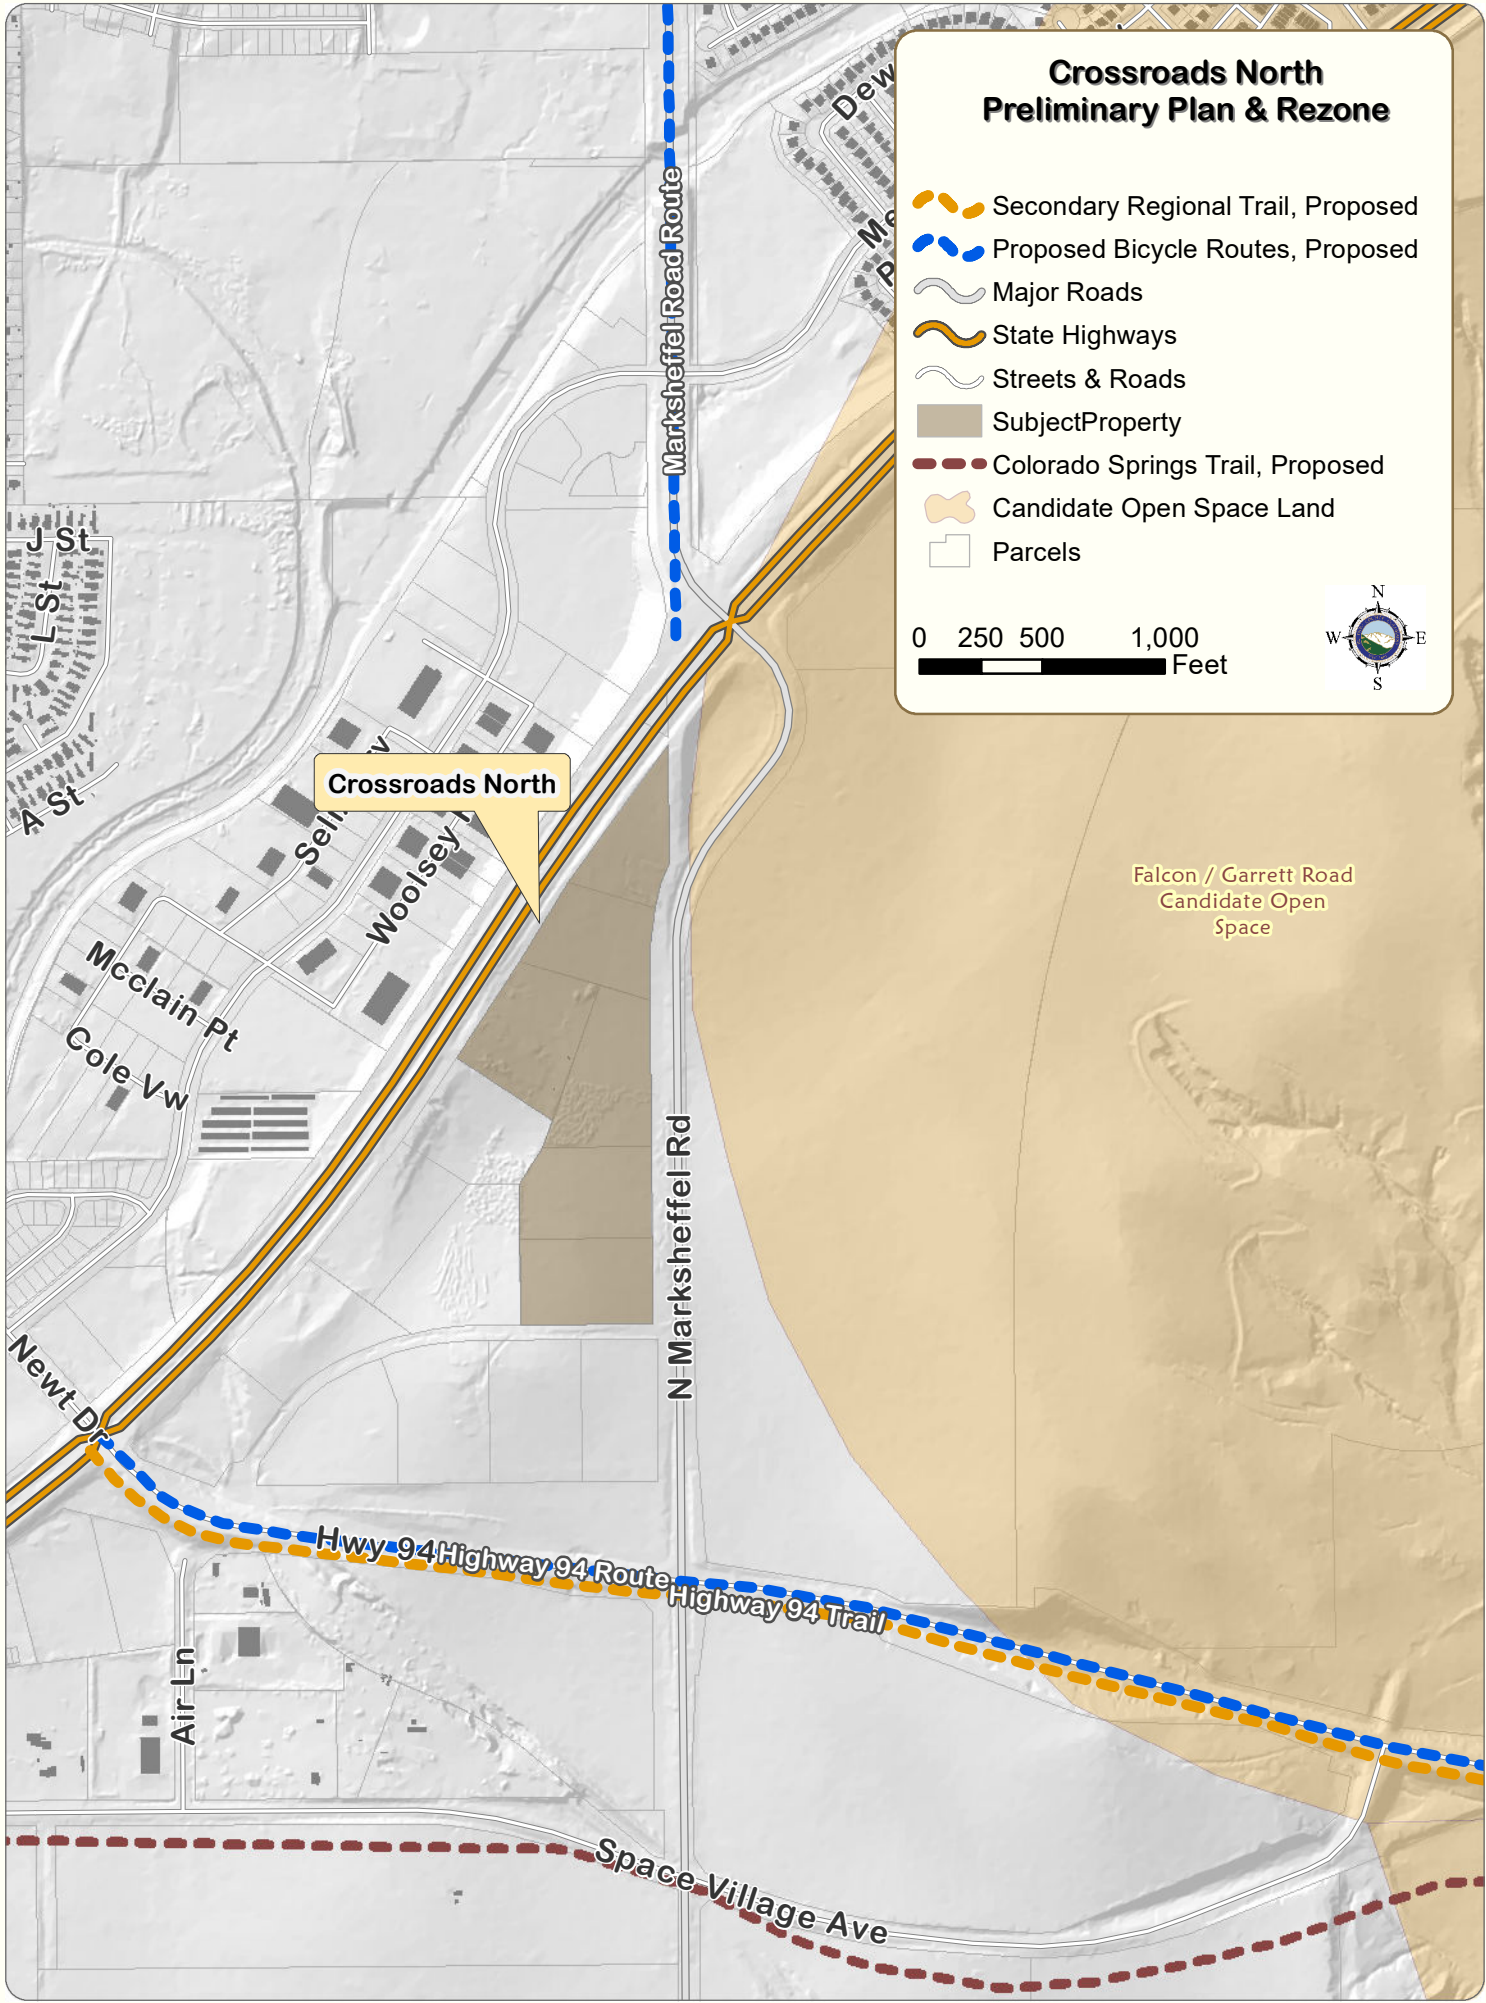 Crossroads North
Preliminary Plan & Rezone
Secondary Regional Trail, Proposed
Proposed Bicycle Routes, Proposed
Major Roads
State Highways
Streets & Roads
SubjectProperty
Colorado Springs Trail, Proposed
Candidate Open Space Land
Parcels
N
W
E
S
0 250 500 1,000
Feet
Dew
Me
P
Marksheffel Road Route
J St
L St
A St
Crossroads North
Sell
Woolsey
Falcon / Garrett Road
Candidate Open
Space
Mcclain Pt
Cole Vw
N Marksheffel Rd
Newt Dr
Hwy 94
Highway 94 Route
Highway 94 Trail
Air Ln
Space Village Ave